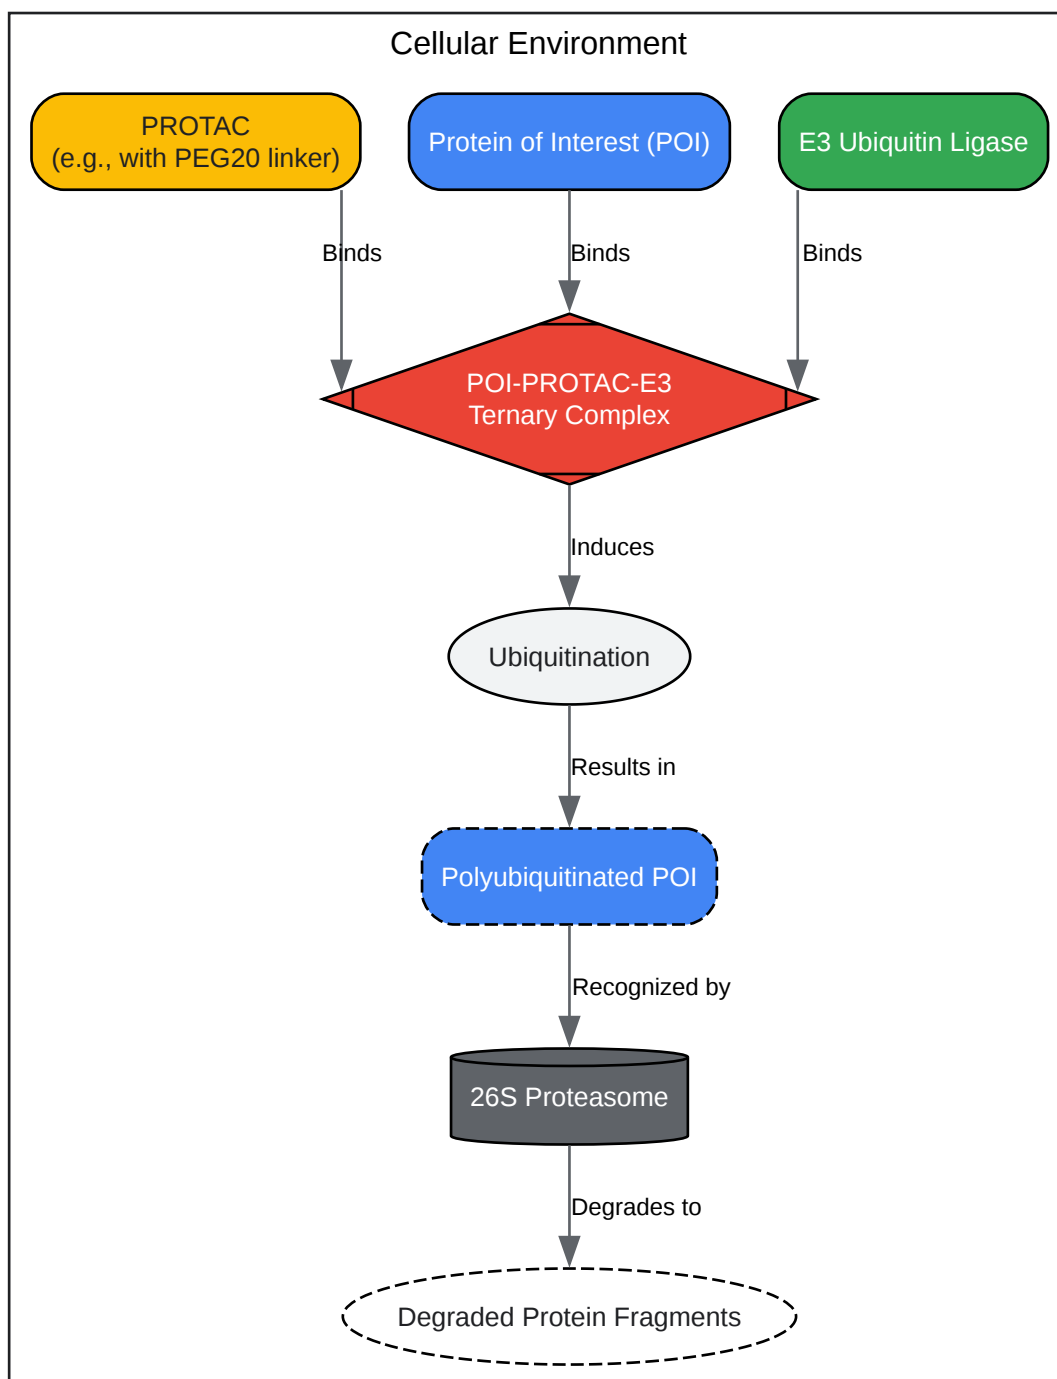 Cellular Environment
PROTAC
(e.g., with PEG20 linker)
Protein of Interest (POI)
E3 Ubiquitin Ligase
Binds
Binds
Binds
POI-PROTAC-E3
Ternary Complex
Induces
Ubiquitination
Results in
Polyubiquitinated POI
Recognized by
26S Proteasome
Degrades to
Degraded Protein Fragments